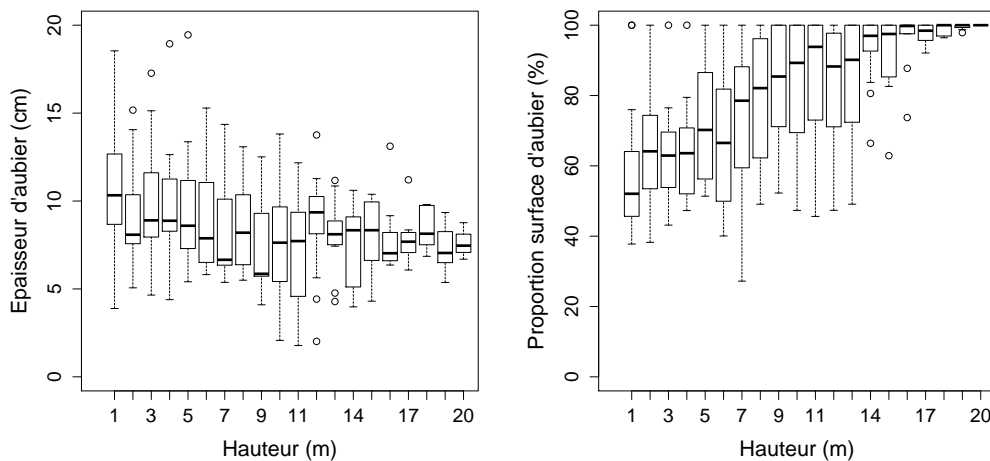 Epaisseur d'aubier (cm)
20
15
10
5
0
1 3 5 7 9 11 14 17 20
Hauteur (m)
Proportion surface d'aubier (%)
100
80
60
40
20
0
1 3 5 7 9 11 14 17 20
Hauteur (m)